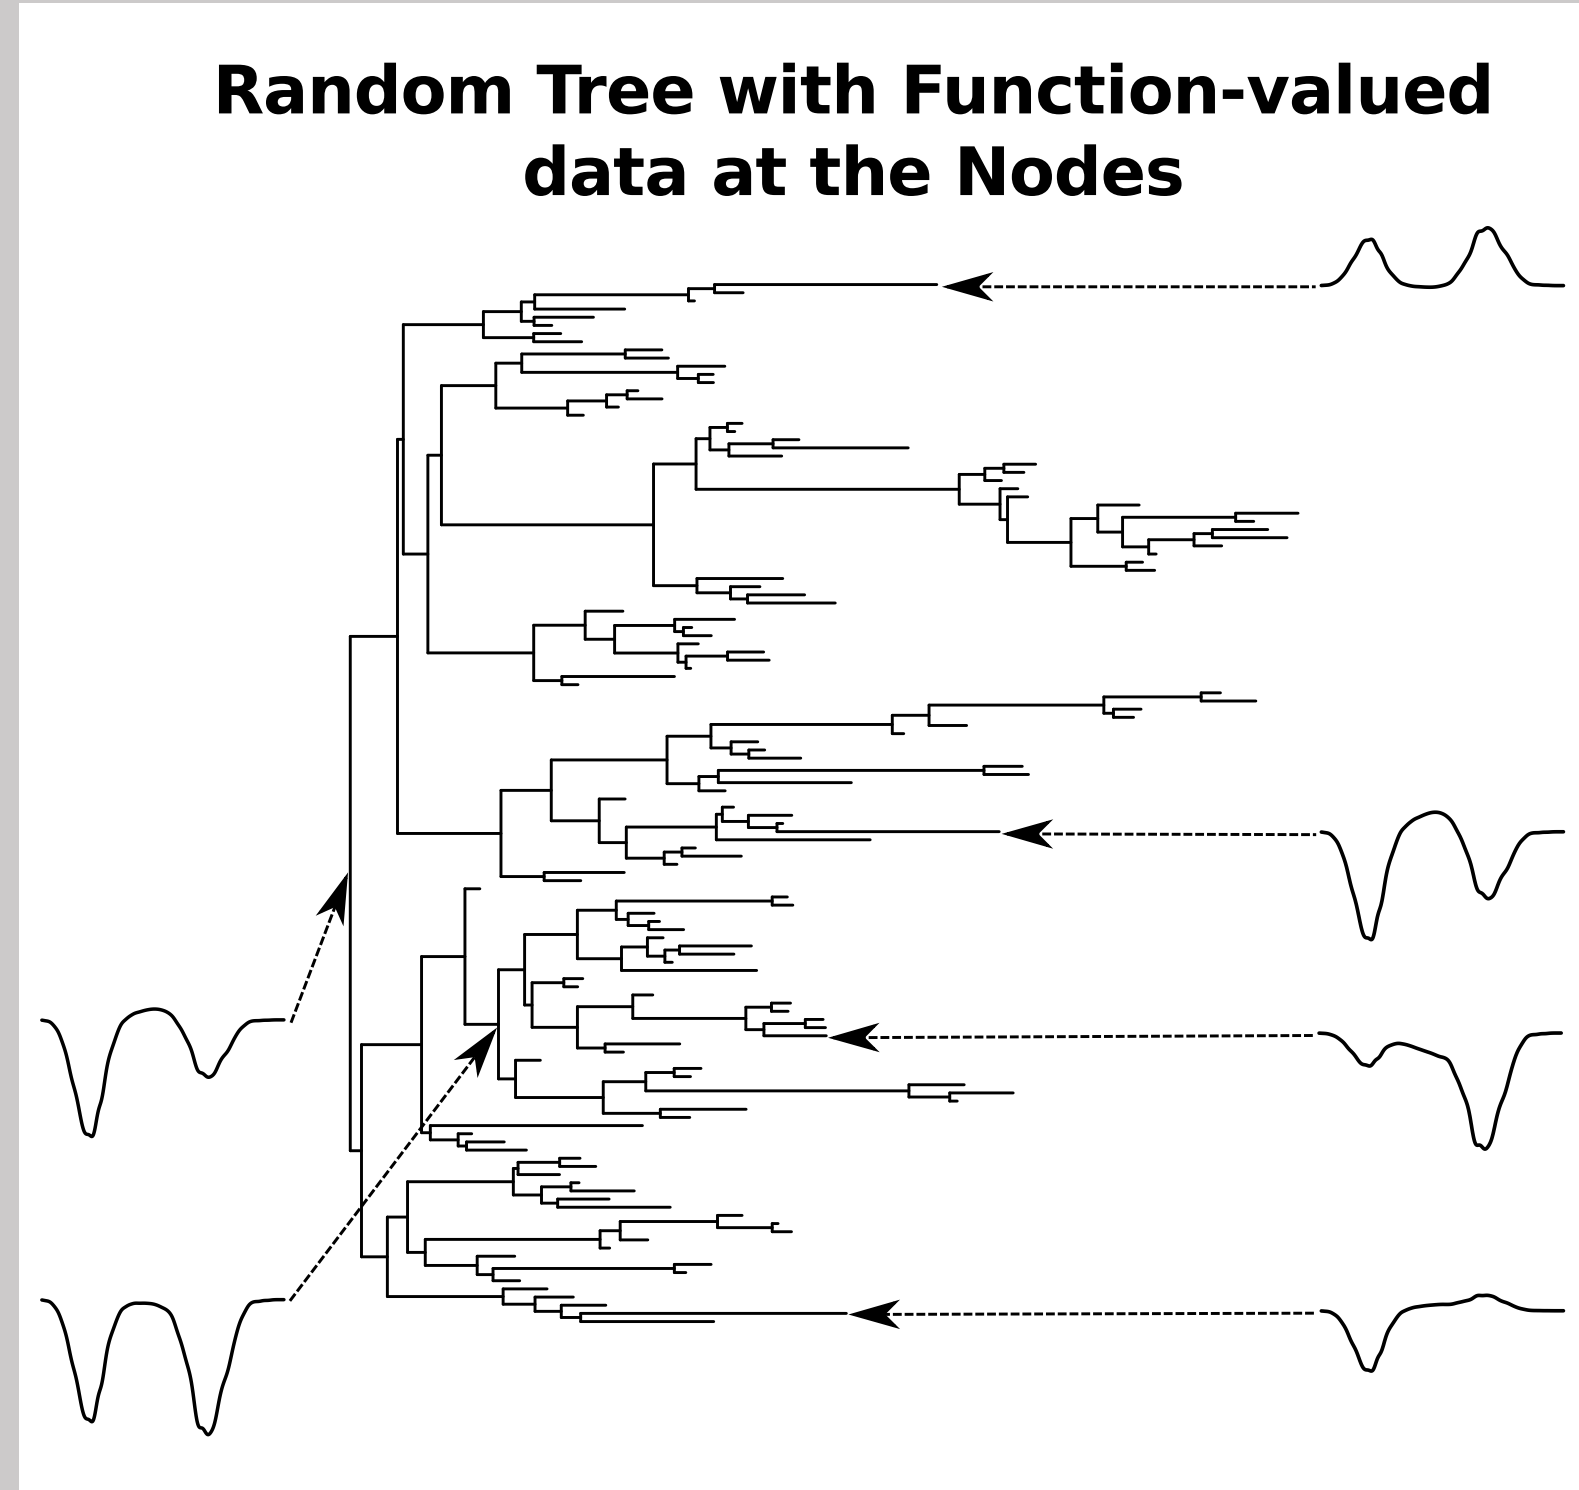 Random Tree with Function-valued
data at the Nodes